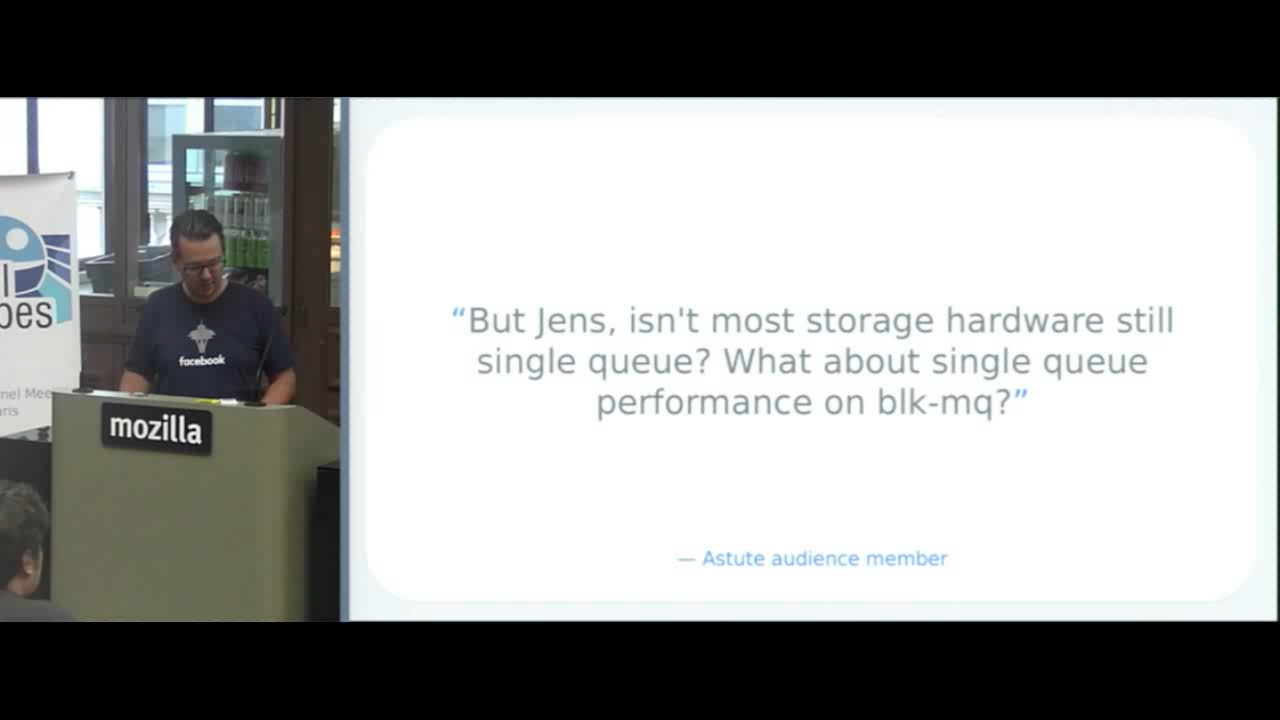 facebook
mozilla
“But Jens, isn't most storage hardware still
single queue? What about single queue
performance on blk-mq?”
— Astute audience member